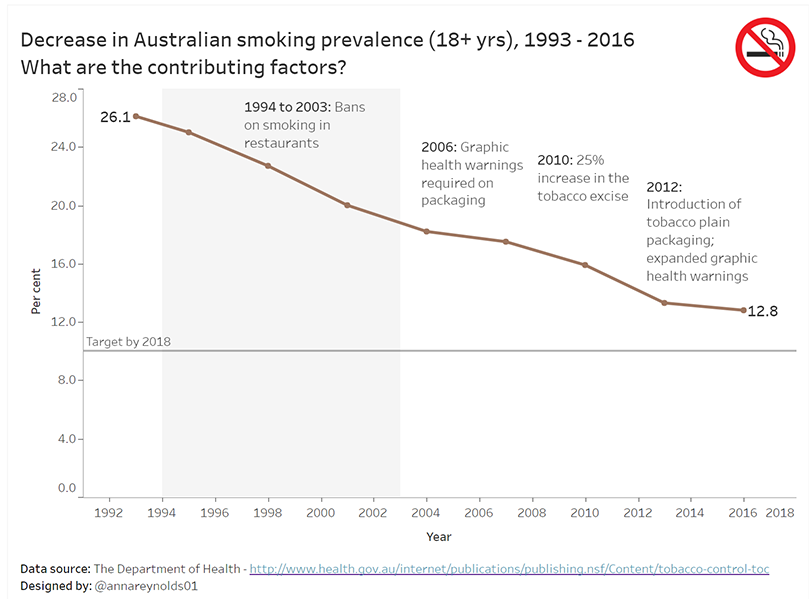 Decrease in Australian smoking prevalence (18+ yrs), 1993 - 2016
What are the contributing factors?
28.0
24.0
20.0
16.0
12.0
8.0
4.0
0.0
Per cent
26.1
1994 to 2003: Bans
on smoking in
restaurants
2006: Graphic
health warnings
required on
packaging
2010: 25%
increase in the
tobacco excise
2012:
Introduction of
tobacco plain
packaging;
expanded graphic
health warnings
12.8
Target by 2018
1992 1994 1996 1998 2000 2002 2004 2006 2008 2010 2012 2014 2016 2018
Year
Data source: The Department of Health - http://www.health.gov.au/internet/publications/publishing.nsf/Content/tobacco-control-toc
Designed by: @annareynolds01